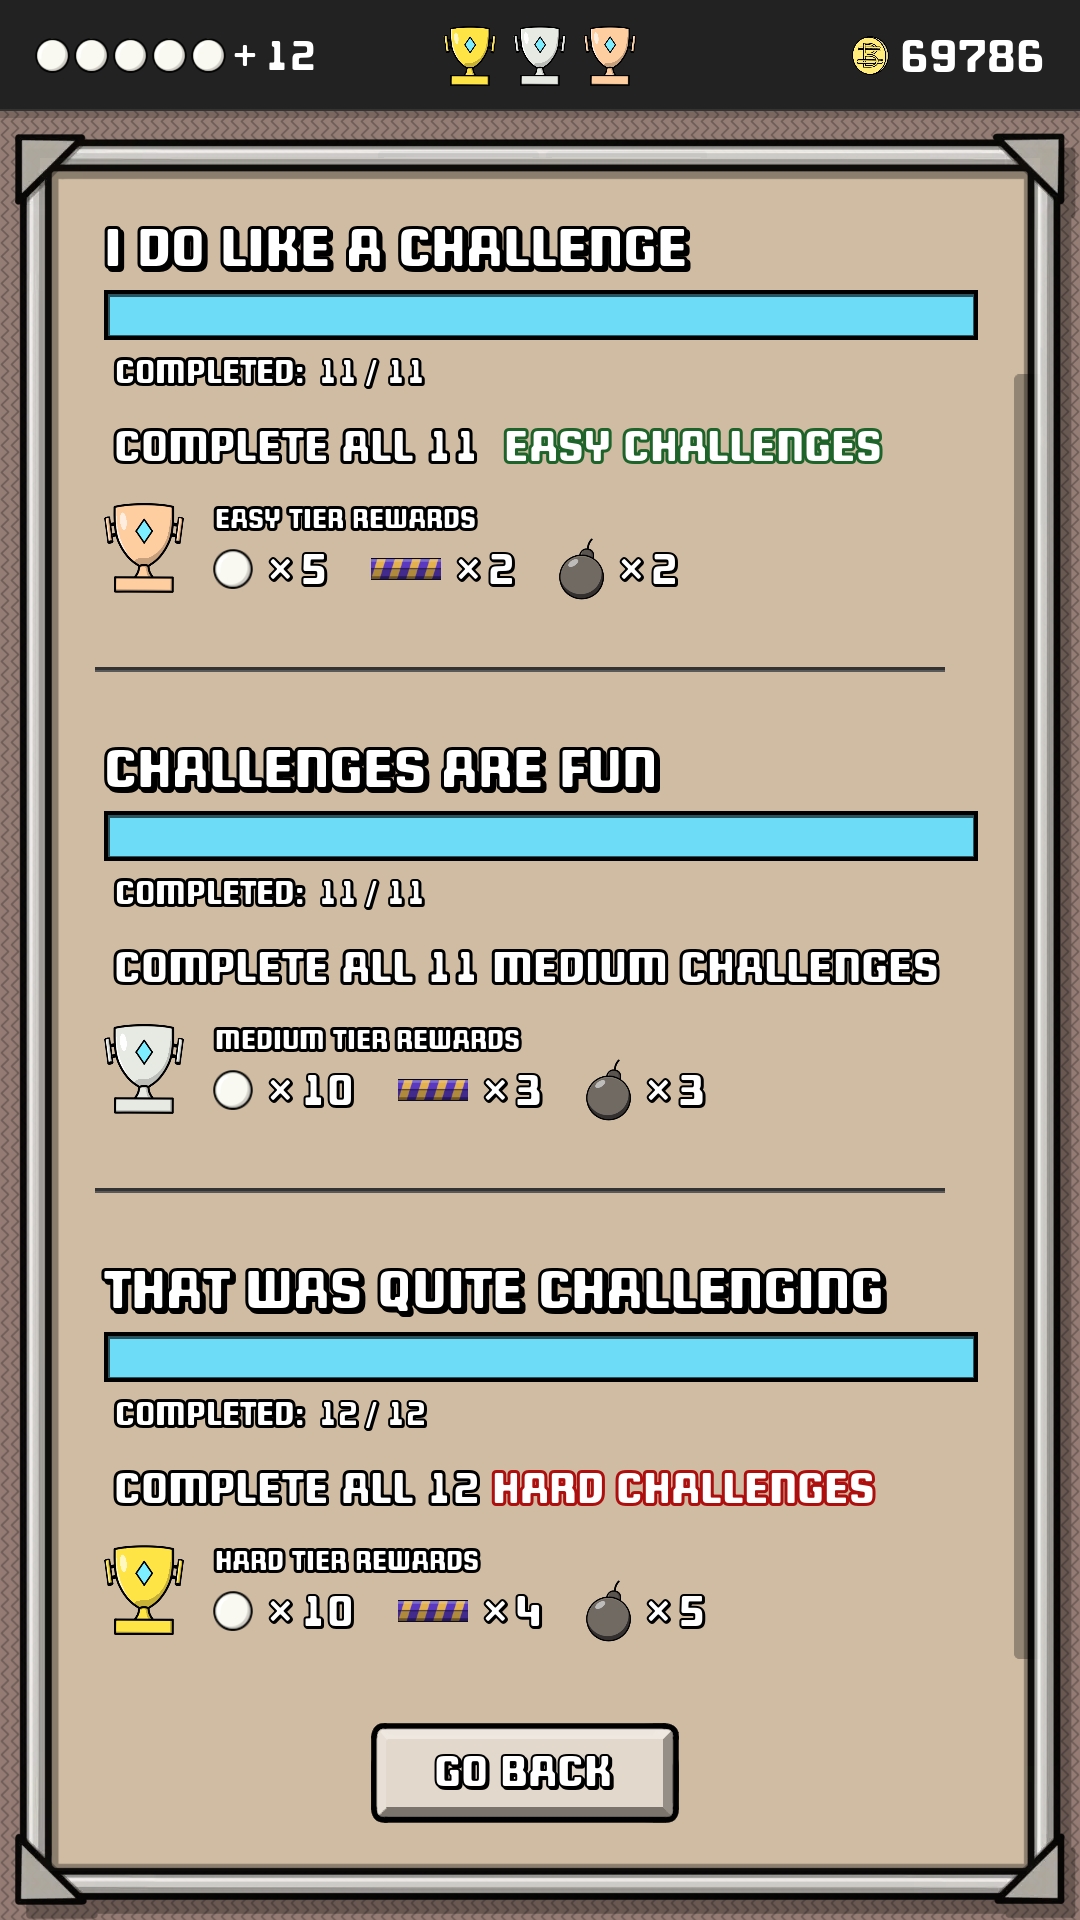 + 12
69786
I DO LIKE A CHALLENGE
COMPLETED: 11 / 11
COMPLETE ALL 11 EASY CHALLENGES
EASY TIER REWARDS
×5 ×2 ×2
CHALLENGES ARE FUN
COMPLETED: 11 / 11
COMPLETE ALL 11 MEDIUM CHALLENGES
MEDIUM TIER REWARDS
×10 ×3 ×3
THAT WAS QUITE CHALLENGING
COMPLETED: 12 / 12
COMPLETE ALL 12 HARD CHALLENGES
HARD TIER REWARDS
×10 ×4 ×5
GO BACK